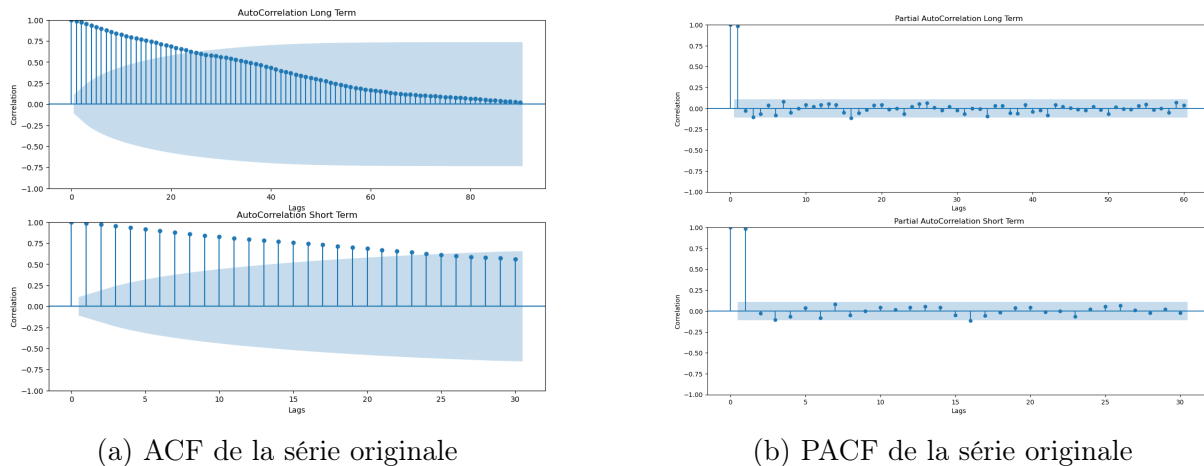 AutoCorrelation Long Term
1.00
0.75
0.50
0.25
0.00
−0.25
−0.50
−0.75
−1.00
Correlation
0 20 40 60 80
Lags
AutoCorrelation Short Term
1.00
0.75
0.50
0.25
0.00
−0.25
−0.50
−0.75
−1.00
Correlation
0 5 10 15 20 25 30
Lags
(a) ACF de la série originale
Partial AutoCorrelation Long Term
1.00
0.75
0.50
0.25
0.00
−0.25
−0.50
−0.75
−1.00
Correlation
0 10 20 30 40 50 60
Lags
Partial AutoCorrelation Short Term
1.00
0.75
0.50
0.25
0.00
−0.25
−0.50
−0.75
−1.00
Correlation
0 5 10 15 20 25 30
Lags
(b) PACF de la série originale